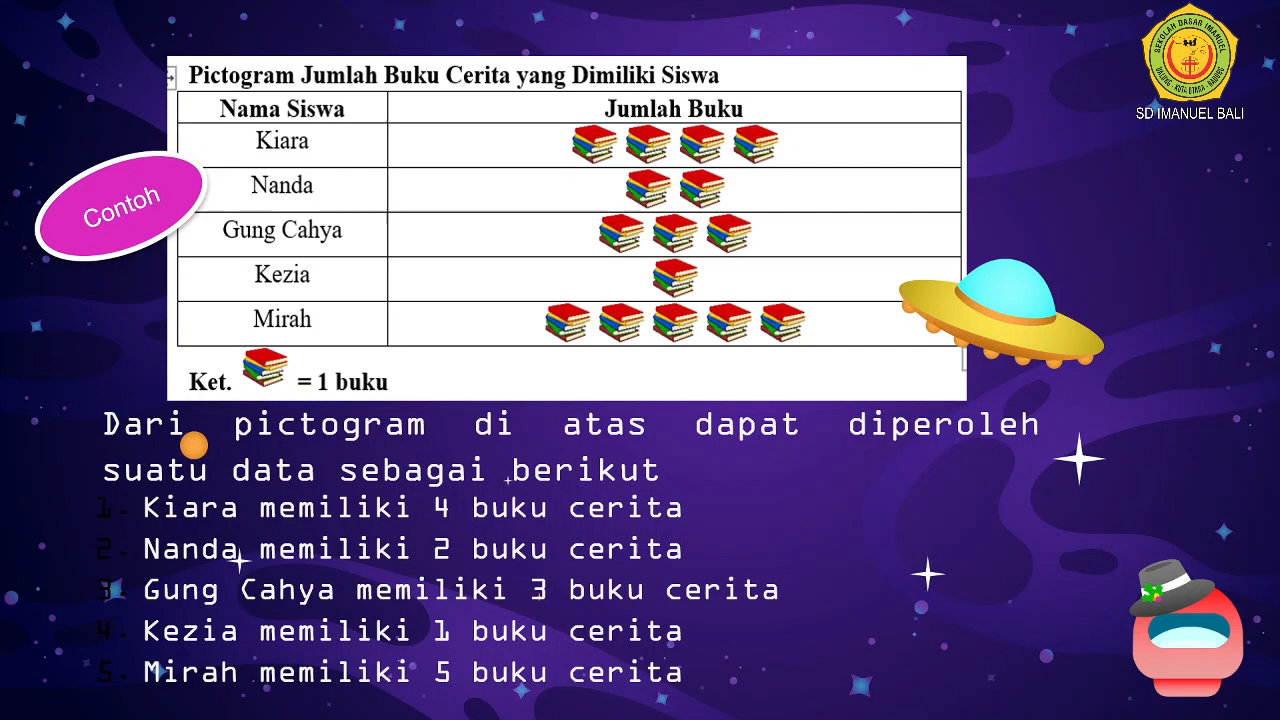 SEKOLAH DASAR IMANUEL
SD IMANUEL BALI
Pictogram Jumlah Buku Cerita yang Dimiliki Siswa
Nama Siswa Jumlah Buku
Kiara
Nanda
Gung Cahya
Kezia
Mirah
Ket. = 1 buku
Contoh
Dari pictogram di atas dapat diperoleh
suatu data sebagai berikut
1. Kiara memiliki 4 buku cerita
2. Nanda memiliki 2 buku cerita
3. Gung Cahya memiliki 3 buku cerita
4. Kezia memiliki 1 buku cerita
5. Mirah memiliki 5 buku cerita